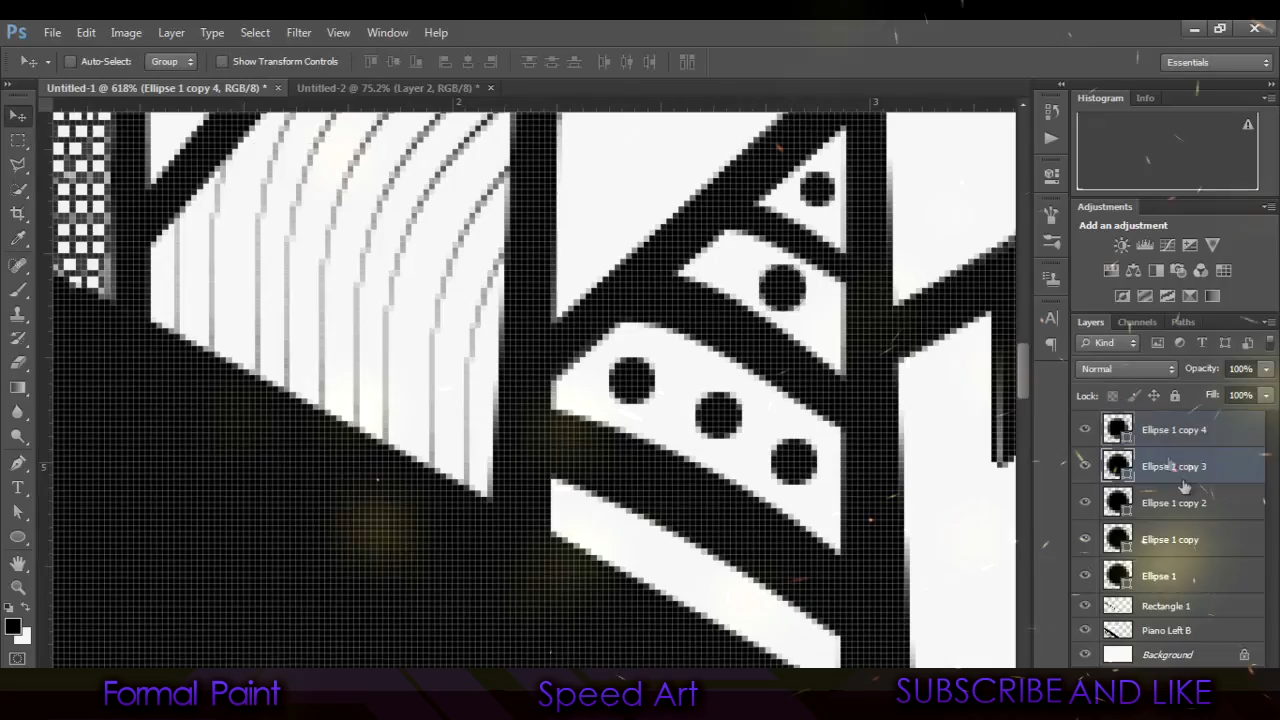 Ps File Edit Image Layer Type Select Filter View Window Help
Auto-Select: Group Show Transform Controls Essentials
Untitled-1 @ 618% (Ellipse 1 copy 4, RGB/8) * × Untitled-2 @ 75.2% (Layer 2, RGB/8) * ×
2 3
5
Histogram Info
Adjustments
Add an adjustment
Layers Channels Paths
Kind
Normal Opacity: 100%
Lock: Fill: 100%
Ellipse 1 copy 4
Ellipse 1 copy 3
Ellipse 1 copy 2
Ellipse 1 copy
Ellipse 1
Rectangle 1
Piano Left B
Background
Formal Paint Speed Art SUBSCRIBE AND LIKE